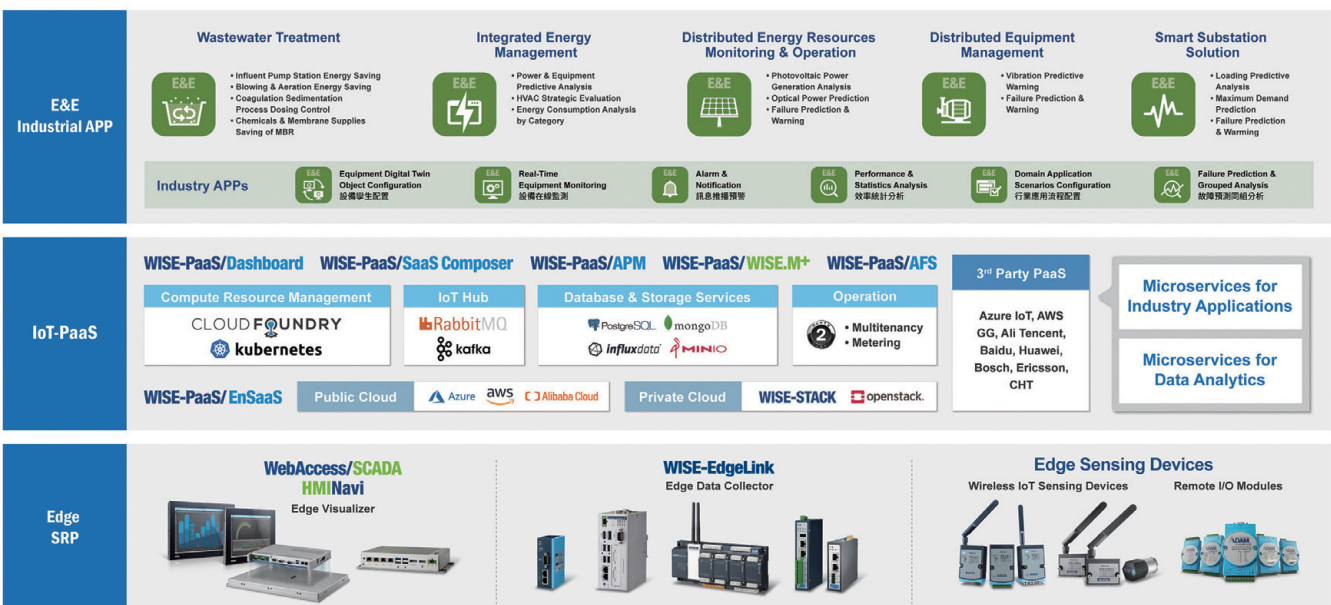 E&E
Industrial APP
Wastewater Treatment
E&E
• Influent Pump Station Energy Saving
• Blowing & Aeration Energy Saving
• Coagulation Sedimentation
Process Dosing Control
• Chemicals & Membrane Supplies
Saving of MBR
Integrated Energy
Management
E&E
• Power & Equipment
Predictive Analysis
• HVAC Strategic Evaluation
• Energy Consumption Analysis
by Category
Distributed Energy Resources
Monitoring & Operation
E&E
• Photovoltaic Power
Generation Analysis
• Optical Power Prediction
• Failure Prediction &
Warning
Distributed Equipment
Management
E&E
• Vibration Predictive
Warning
• Failure Prediction &
Warning
Smart Substation
Solution
E&E
• Loading Predictive
Analysis
• Maximum Demand
Prediction
• Failure Prediction
& Warming
Industry APPs
E&E
Equipment Digital Twin
Object Configuration
設備孿生配置
E&E
Real-Time
Equipment Monitoring
設備在線監測
E&E
Alarm &
Notification
訊息推播預警
E&E
Performance &
Statistics Analysis
效率統計分析
E&E
Domain Application
Scenarios Configuration
行業應用流程配置
E&E
Failure Prediction &
Grouped Analysis
故障預測同組分析
IoT-PaaS
WISE-PaaS/Dashboard
WISE-PaaS/SaaS Composer
WISE-PaaS/APM
WISE-PaaS/WISE.M+
WISE-PaaS/AFS
Compute Resource Management
CLOUD FOUNDRY
kubernetes
IoT Hub
RabbitMQ
kafka
Database & Storage Services
PostgreSQL
mongoDB
influxdata
MINIO
Operation
2
• Multitenancy
• Metering
WISE-PaaS/EnSaaS
Public Cloud
Azure
aws
Alibaba Cloud
Private Cloud
WISE-STACK
openstack.
3rd Party PaaS
Azure IoT, AWS
GG, Ali Tencent,
Baidu, Huawei,
Bosch, Ericsson,
CHT
Microservices for
Industry Applications
Microservices for
Data Analytics
Edge
SRP
WebAccess/SCADA
HMINavi
Edge Visualizer
WISE-EdgeLink
Edge Data Collector
Edge Sensing Devices
Wireless IoT Sensing Devices
Remote I/O Modules
ADAM